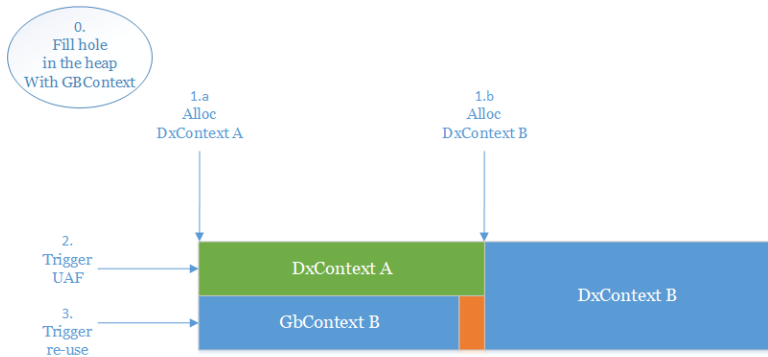 0.
Fill hole
in the heap
With GBContext
1.a
Alloc
DxContext A
1.b
Alloc
DxContext B
2.
Trigger
UAF
DxContext A
DxContext B
3.
Trigger
re-use
GbContext B